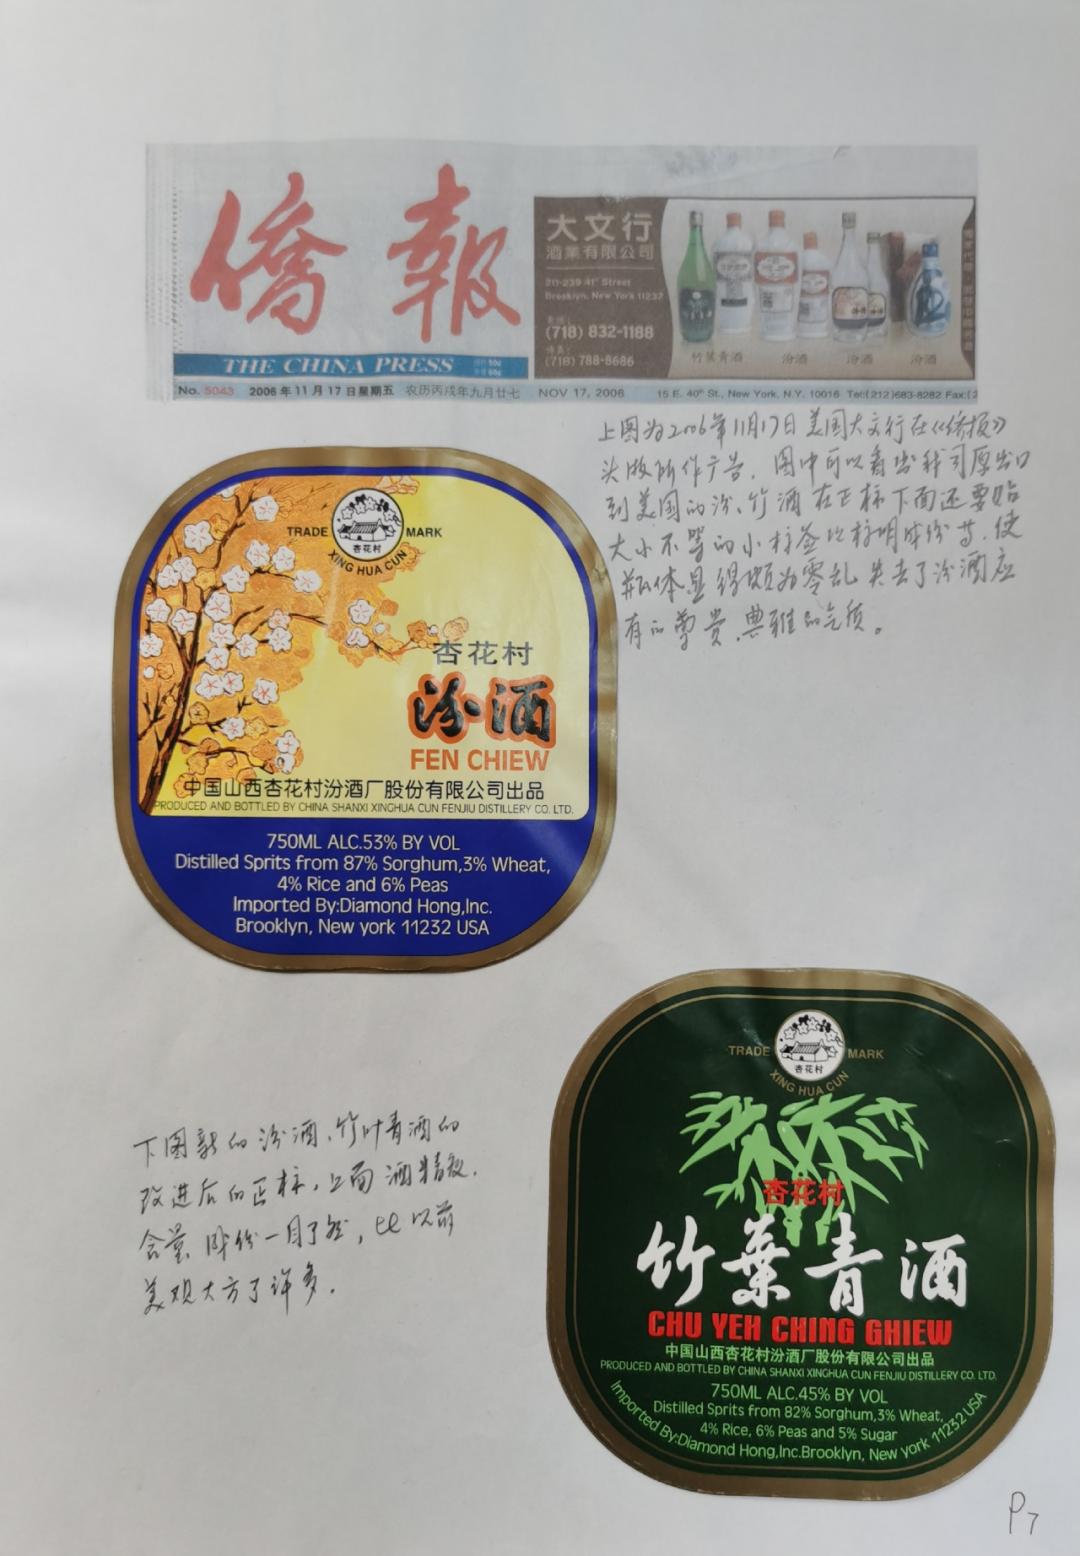 僑報
THE CHINA PRESS
大文行
酒業有限公司
211-239 41st Street
Brooklyn, New York 11232
(718) 832-1188
(718) 788-8686
竹葉青酒 汾酒 汾酒 汾酒
No. 5043 2006年11月17日星期五 农历丙戌年九月廿七 NOV 17, 2006 15 E. 40th St., New York, N.Y. 10016 Tel:(212)683-8282 Fax:(2
上图为2006年11月17日美国大文行在《侨报》
头版所作广告,图中可以看出我司原出口
到美国的汾、竹酒在正标下面还要贴
大小不等的小标签以标明成份等,使
瓶体显得颇为零乱失去了汾酒应
有的尊贵、典雅的气质。
TRADE MARK
杏花村
XING HUA CUN
杏花村
汾酒
FEN CHIEW
中国山西杏花村汾酒厂股份有限公司出品
PRODUCED AND BOTTLED BY CHINA SHANXI XINGHUA CUN FENJIU DISTILLERY CO. LTD.
750ML ALC.53% BY VOL
Distilled Sprits from 87% Sorghum,3% Wheat,
4% Rice and 6% Peas
Imported By:Diamond Hong,Inc.
Brooklyn, New york 11232 USA
下图新的汾酒、竹叶青酒的
改进后的正标,上面酒精度、
含量、成份一目了然,比以前
美观大方了许多.
TRADE MARK
杏花村
XING HUA CUN
杏花村
竹葉青酒
CHU YEH CHING GHIEW
中国山西杏花村汾酒厂股份有限公司出品
PRODUCED AND BOTTLED BY CHINA SHANXI XINGHUA CUN FENJIU DISTILLERY CO. LTD.
750ML ALC.45% BY VOL
Distilled Sprits from 82% Sorghum,3% Wheat,
4% Rice, 6% Peas and 5% Sugar
Imported By:Diamond Hong,Inc.Brooklyn, New york 11232 USA
P7